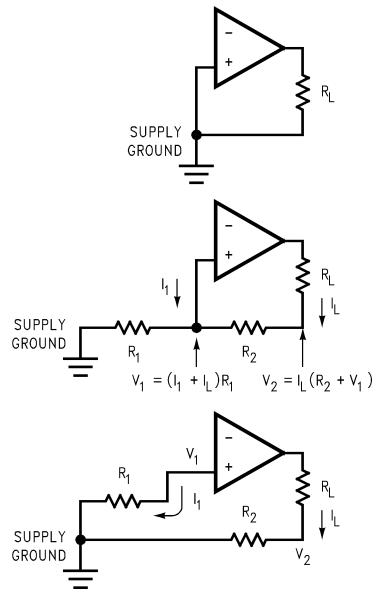 −
+
R_L
SUPPLY
GROUND
−
+
I_1
R_L
I_L
SUPPLY
GROUND
R_1
R_2
V_1 = (I_1 + I_L)R_1
V_2 = I_L(R_2 + V_1)
−
V_1
+
R_1
I_1
R_L
R_2
I_L
SUPPLY
GROUND
V_2